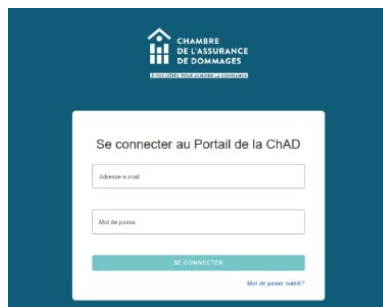 CHAMBRE
DE L'ASSURANCE
DE DOMMAGES
Se connecter au Portail de la ChAD
Adresse e-mail
Mot de passe
SE CONNECTER
Mot de passe oublié?